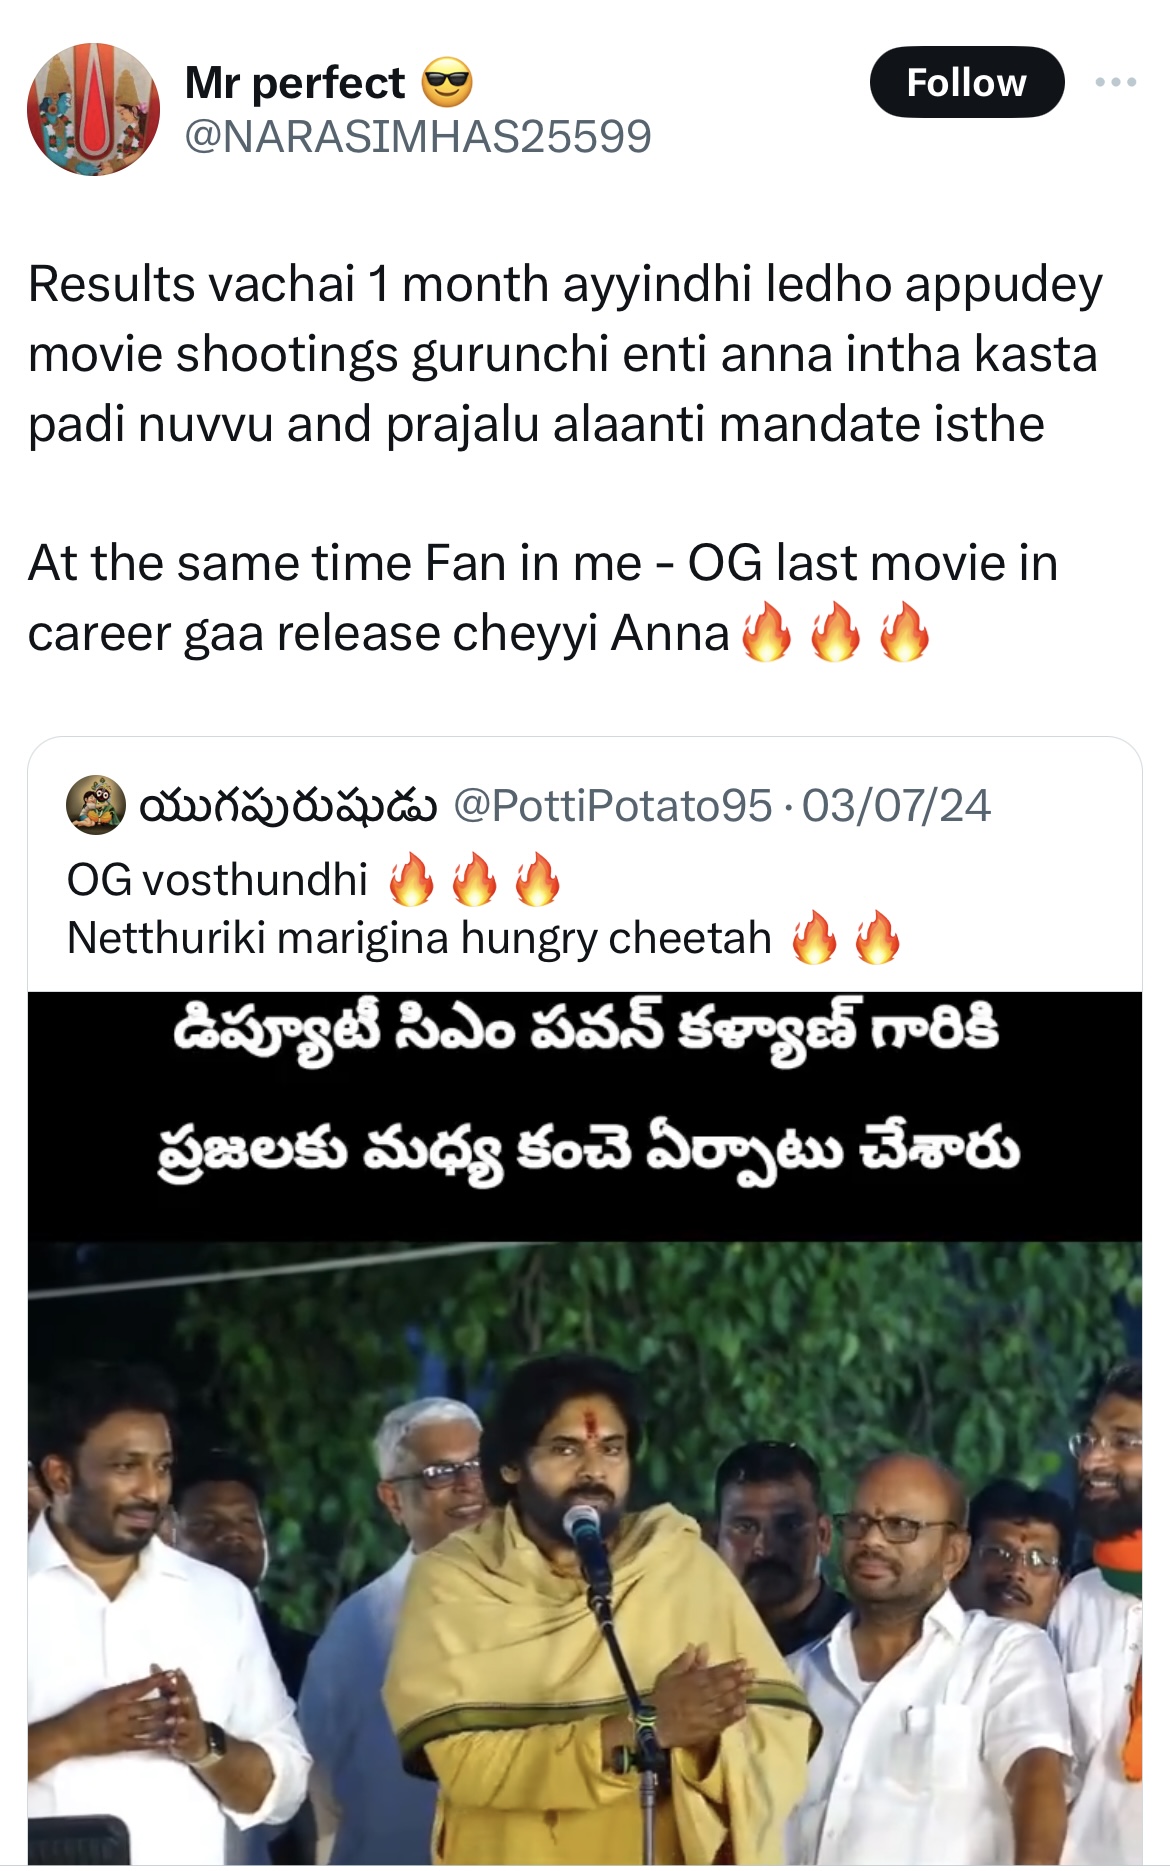 Mr perfect 😎
Follow
@NARASIMHAS25599
Results vachai 1 month ayyindhi ledho appudey
movie shootings gurunchi enti anna intha kasta
padi nuvvu and prajalu alaanti mandate isthe
At the same time Fan in me - OG last movie in
career gaa release cheyyi Anna🔥🔥🔥
యుగపురుషుడు @PottiPotato95 · 03/07/24
OG vosthundhi 🔥🔥🔥
Netthuriki marigina hungry cheetah 🔥🔥
డిప్యూటీ సిఎం పవన్ కళ్యాణ్ గారికి
ప్రజలకు మధ్య కంచె ఏర్పాటు చేశారు